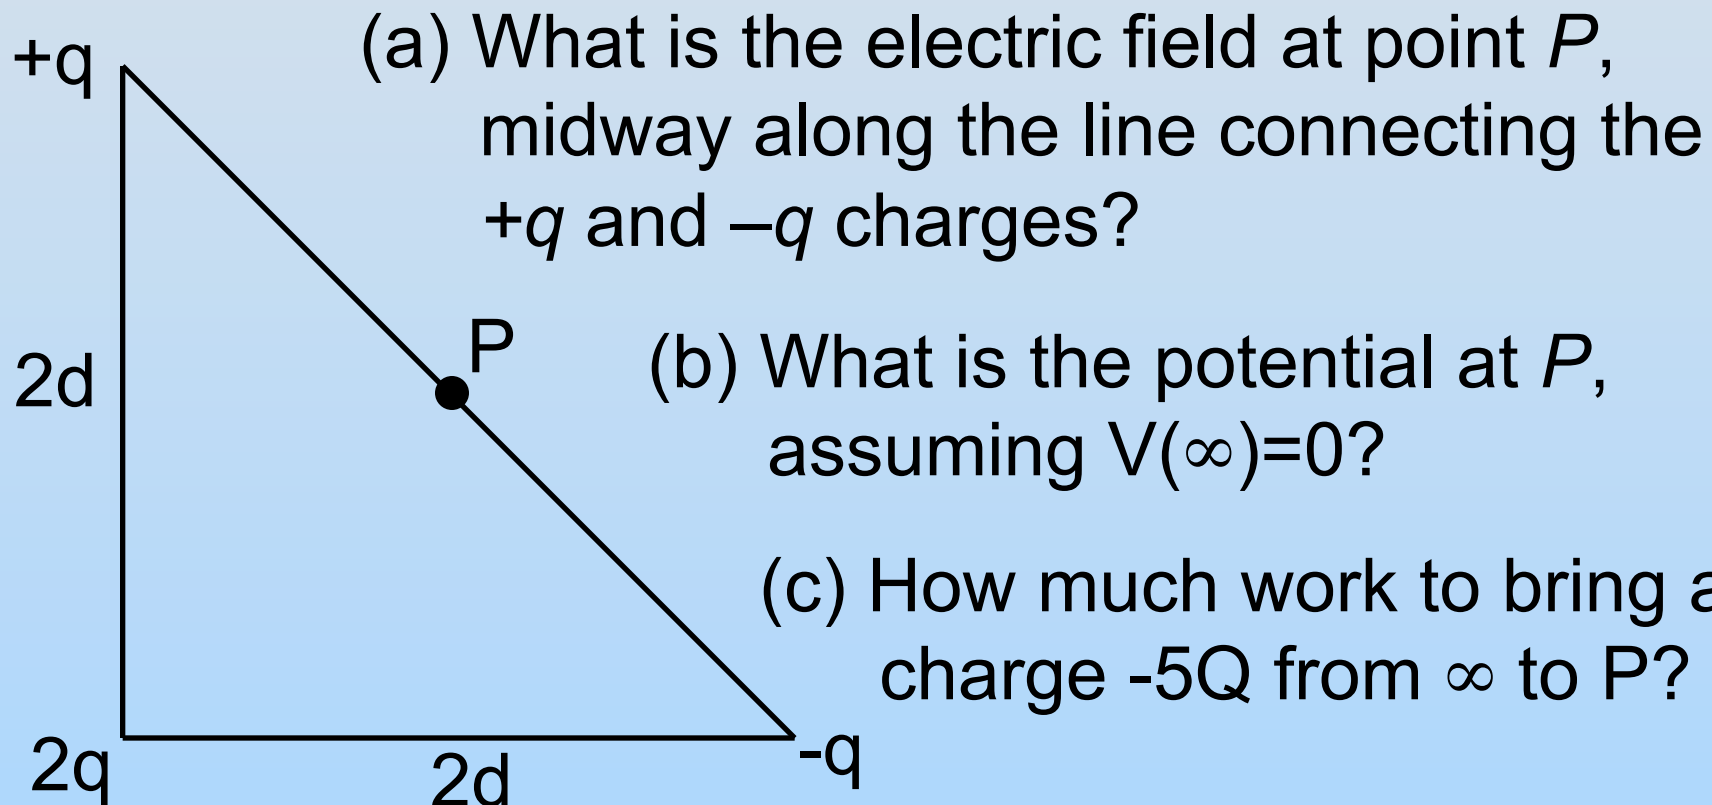 +q
(a) What is the electric field at point P,
midway along the line connecting the
+q and –q charges?
P
2d
(b) What is the potential at P,
assuming V(∞)=0?
(c) How much work to bring a
charge -5Q from ∞ to P?
2q
2d
-q